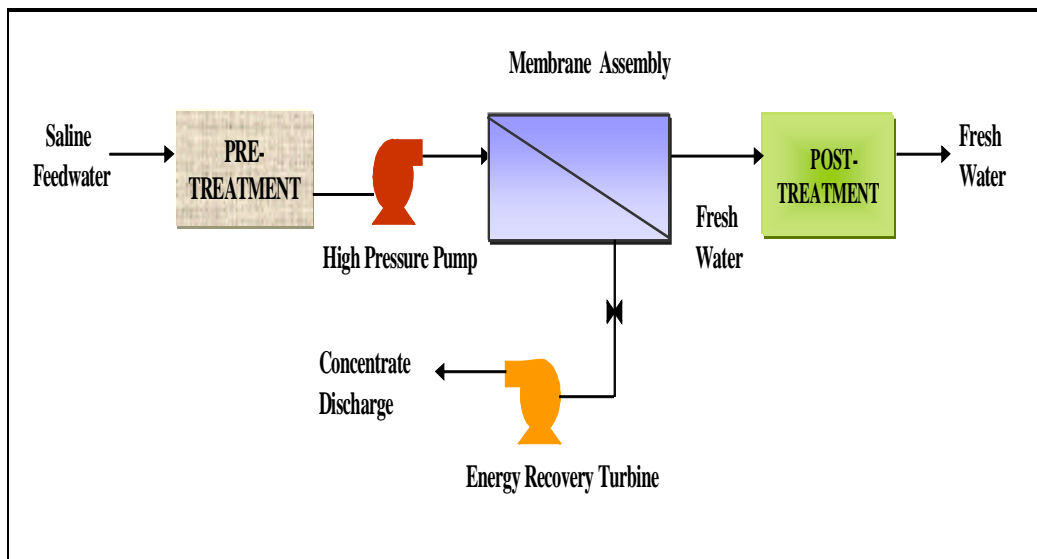 Membrane Assembly
Saline
Feedwater
PRE-
TREATMENT
High Pressure Pump
Fresh
Water
POST-
TREATMENT
Fresh
Water
Concentrate
Discharge
Energy Recovery Turbine